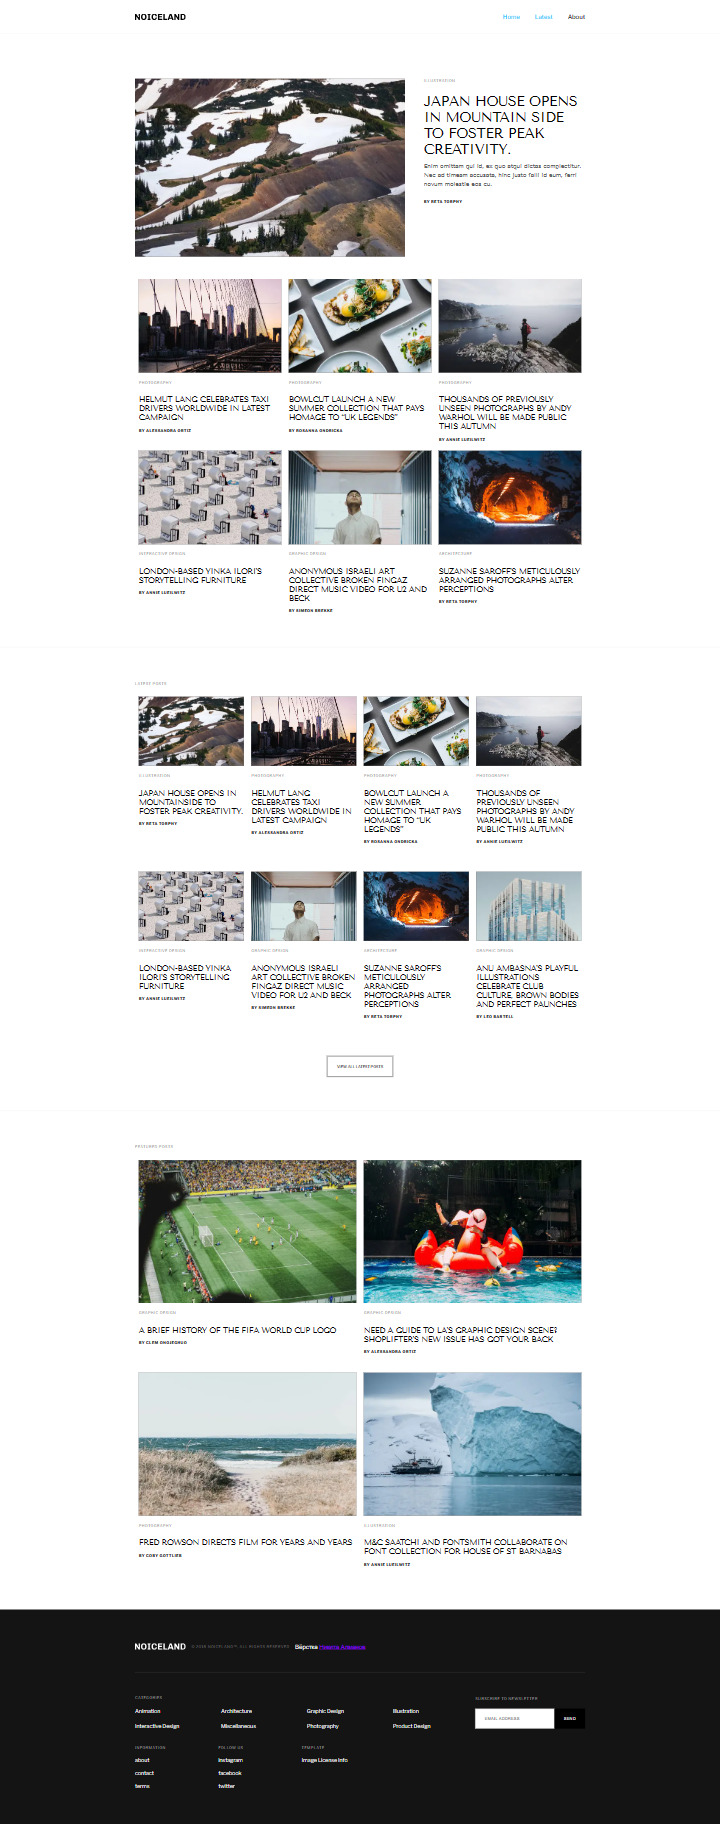 NOICELAND
Home Latest About
ILLUSTRATION
JAPAN HOUSE OPENS
IN MOUNTAIN SIDE
TO FOSTER PEAK
CREATIVITY.
Enim omittam qui id, ex quo atqui dictas complectitur.
Nec ad timeam accusata, hinc justo falli id eum, ferri
novum molestie eos cu.
BY RETA TORPHY
PHOTOGRAPHY
HELMUT LANG CELEBRATES TAXI
DRIVERS WORLDWIDE IN LATEST
CAMPAIGN
BY ALESSANDRA ORTIZ
PHOTOGRAPHY
BOWLCUT LAUNCH A NEW
SUMMER COLLECTION THAT PAYS
HOMAGE TO “UK LEGENDS”
BY ROSANNA ONDRICKA
PHOTOGRAPHY
THOUSANDS OF PREVIOUSLY
UNSEEN PHOTOGRAPHS BY ANDY
WARHOL WILL BE MADE PUBLIC
THIS AUTUMN
BY ANNIE LUEILWITZ
INTERACTIVE DESIGN
LONDON-BASED YINKA ILORI'S
STORYTELLING FURNITURE
BY ANNIE LUEILWITZ
GRAPHIC DESIGN
ANONYMOUS ISRAELI ART
COLLECTIVE BROKEN FINGAZ
DIRECT MUSIC VIDEO FOR U2 AND
BECK
BY SIMEON BREKKE
ARCHITECTURE
SUZANNE SAROFF'S METICULOUSLY
ARRANGED PHOTOGRAPHS ALTER
PERCEPTIONS
BY RETA TORPHY
LATEST POSTS
ILLUSTRATION
JAPAN HOUSE OPENS IN
MOUNTAINSIDE TO
FOSTER PEAK CREATIVITY.
BY RETA TORPHY
PHOTOGRAPHY
HELMUT LANG
CELEBRATES TAXI
DRIVERS WORLDWIDE IN
LATEST CAMPAIGN
BY ALESSANDRA ORTIZ
PHOTOGRAPHY
BOWLCUT LAUNCH A
NEW SUMMER
COLLECTION THAT PAYS
HOMAGE TO “UK
LEGENDS”
BY ROSANNA ONDRICKA
PHOTOGRAPHY
THOUSANDS OF
PREVIOUSLY UNSEEN
PHOTOGRAPHS BY ANDY
WARHOL WILL BE MADE
PUBLIC THIS AUTUMN
BY ANNIE LUEILWITZ
INTERACTIVE DESIGN
LONDON-BASED YINKA
ILORI'S STORYTELLING
FURNITURE
BY ANNIE LUEILWITZ
GRAPHIC DESIGN
ANONYMOUS ISRAELI
ART COLLECTIVE BROKEN
FINGAZ DIRECT MUSIC
VIDEO FOR U2 AND BECK
BY SIMEON BREKKE
ARCHITECTURE
SUZANNE SAROFF'S
METICULOUSLY
ARRANGED
PHOTOGRAPHS ALTER
PERCEPTIONS
BY RETA TORPHY
GRAPHIC DESIGN
ANU AMBASNA'S PLAYFUL
ILLUSTRATIONS
CELEBRATE CLUB
CULTURE, BROWN BODIES
AND PERFECT PAUNCHES
BY LEO BARTELL
VIEW ALL LATEST POSTS
FEATURED POSTS
GRAPHIC DESIGN
A BRIEF HISTORY OF THE FIFA WORLD CUP LOGO
BY CLEM ONOJEGHUO
GRAPHIC DESIGN
NEED A GUIDE TO LA'S GRAPHIC DESIGN SCENE?
SHOPLIFTER'S NEW ISSUE HAS GOT YOUR BACK
BY ALESSANDRA ORTIZ
PHOTOGRAPHY
FRED ROWSON DIRECTS FILM FOR YEARS AND YEARS
BY COBY GOTTLIEB
ILLUSTRATION
M&C SAATCHI AND FONTSMITH COLLABORATE ON
FONT COLLECTION FOR HOUSE OF ST BARNABAS
BY ANNIE LUEILWITZ
NOICELAND ALL RIGHTS RESERVED Вёрстка
CATEGORIES
Animation Architecture Graphic Design Illustration
Interactive Design Miscellaneous Photography Product Design
SUBSCRIBE TO NEWSLETTER
EMAIL ADDRESS SEND
INFORMATION
about
contact
terms
FOLLOW US
instagram
facebook
twitter
TEMPLATE
Image License Info